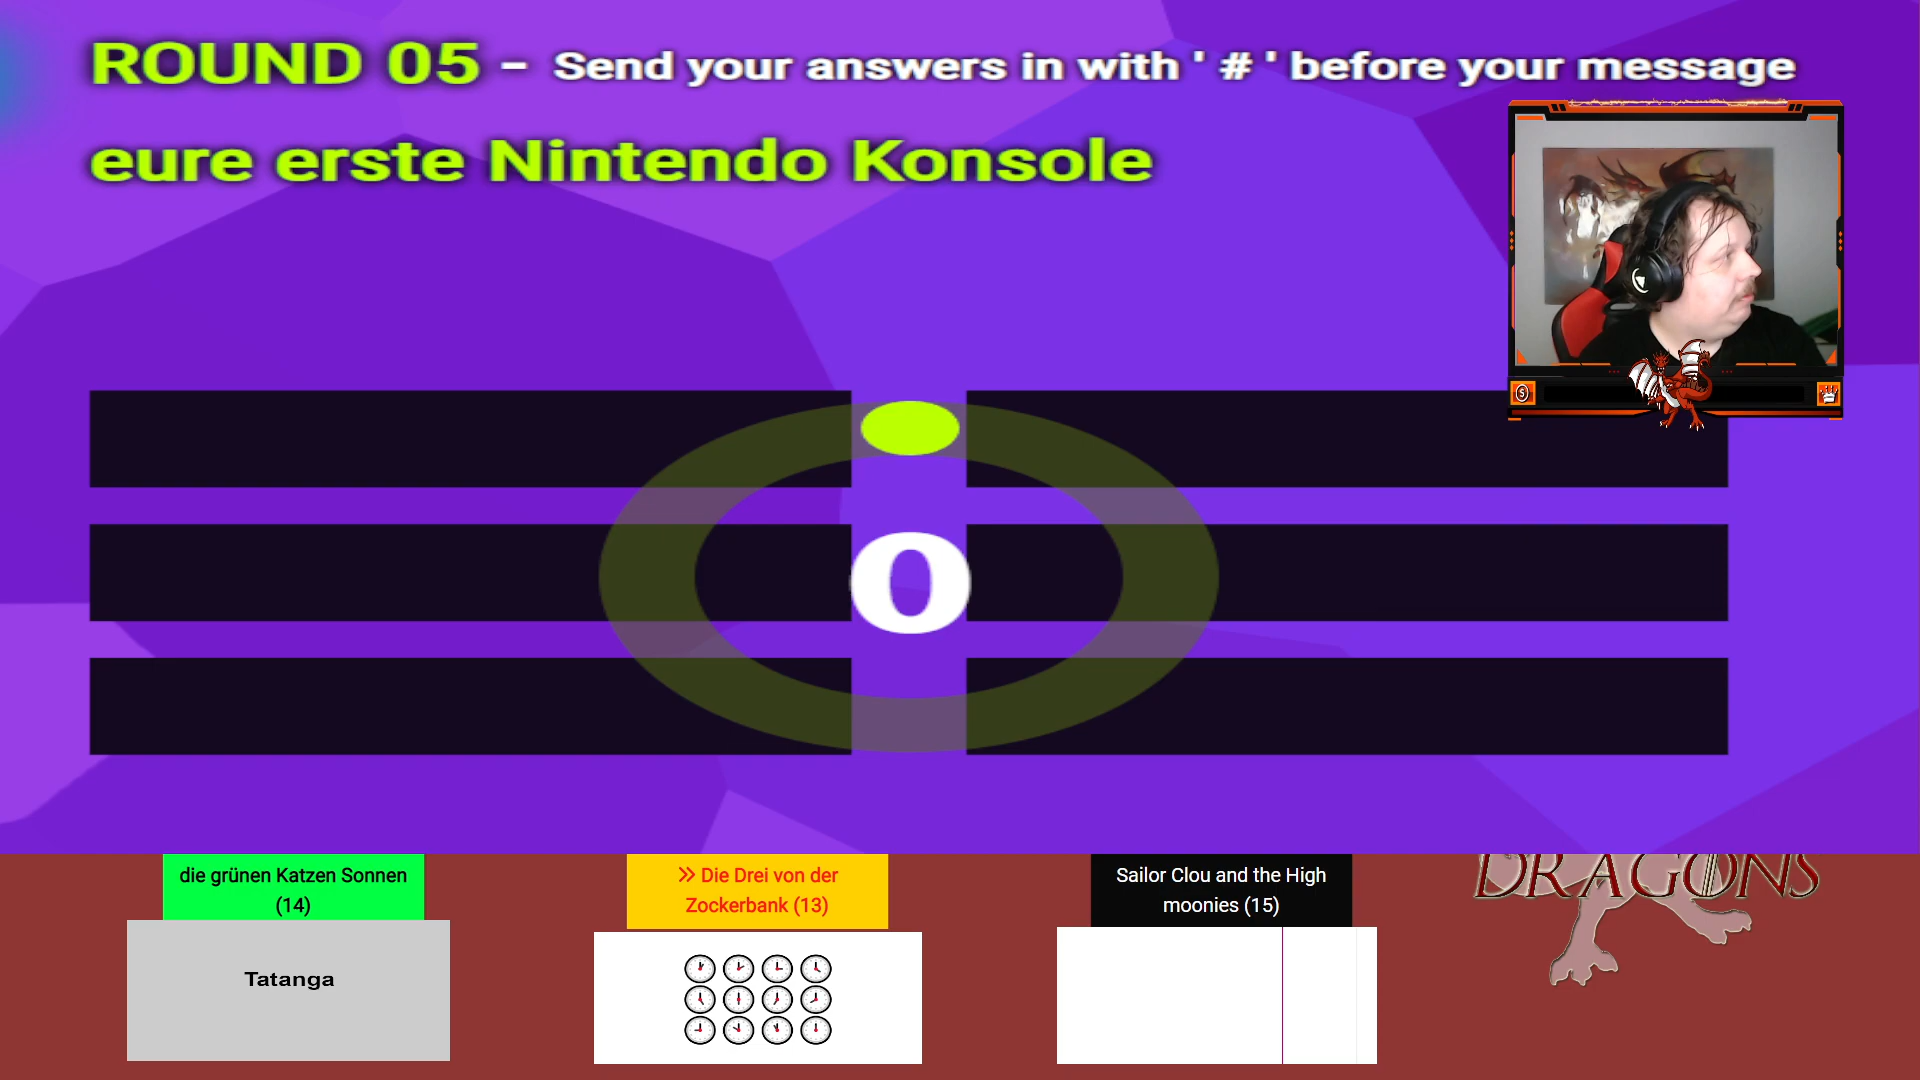 ROUND 05 - Send your answers in with ' # ' before your message
eure erste Nintendo Konsole
0
die grünen Katzen Sonnen
(14)
>> Die Drei von der
Zockerbank (13)
Sailor Clou and the High
moonies (15)
DRAGONS
Tatanga